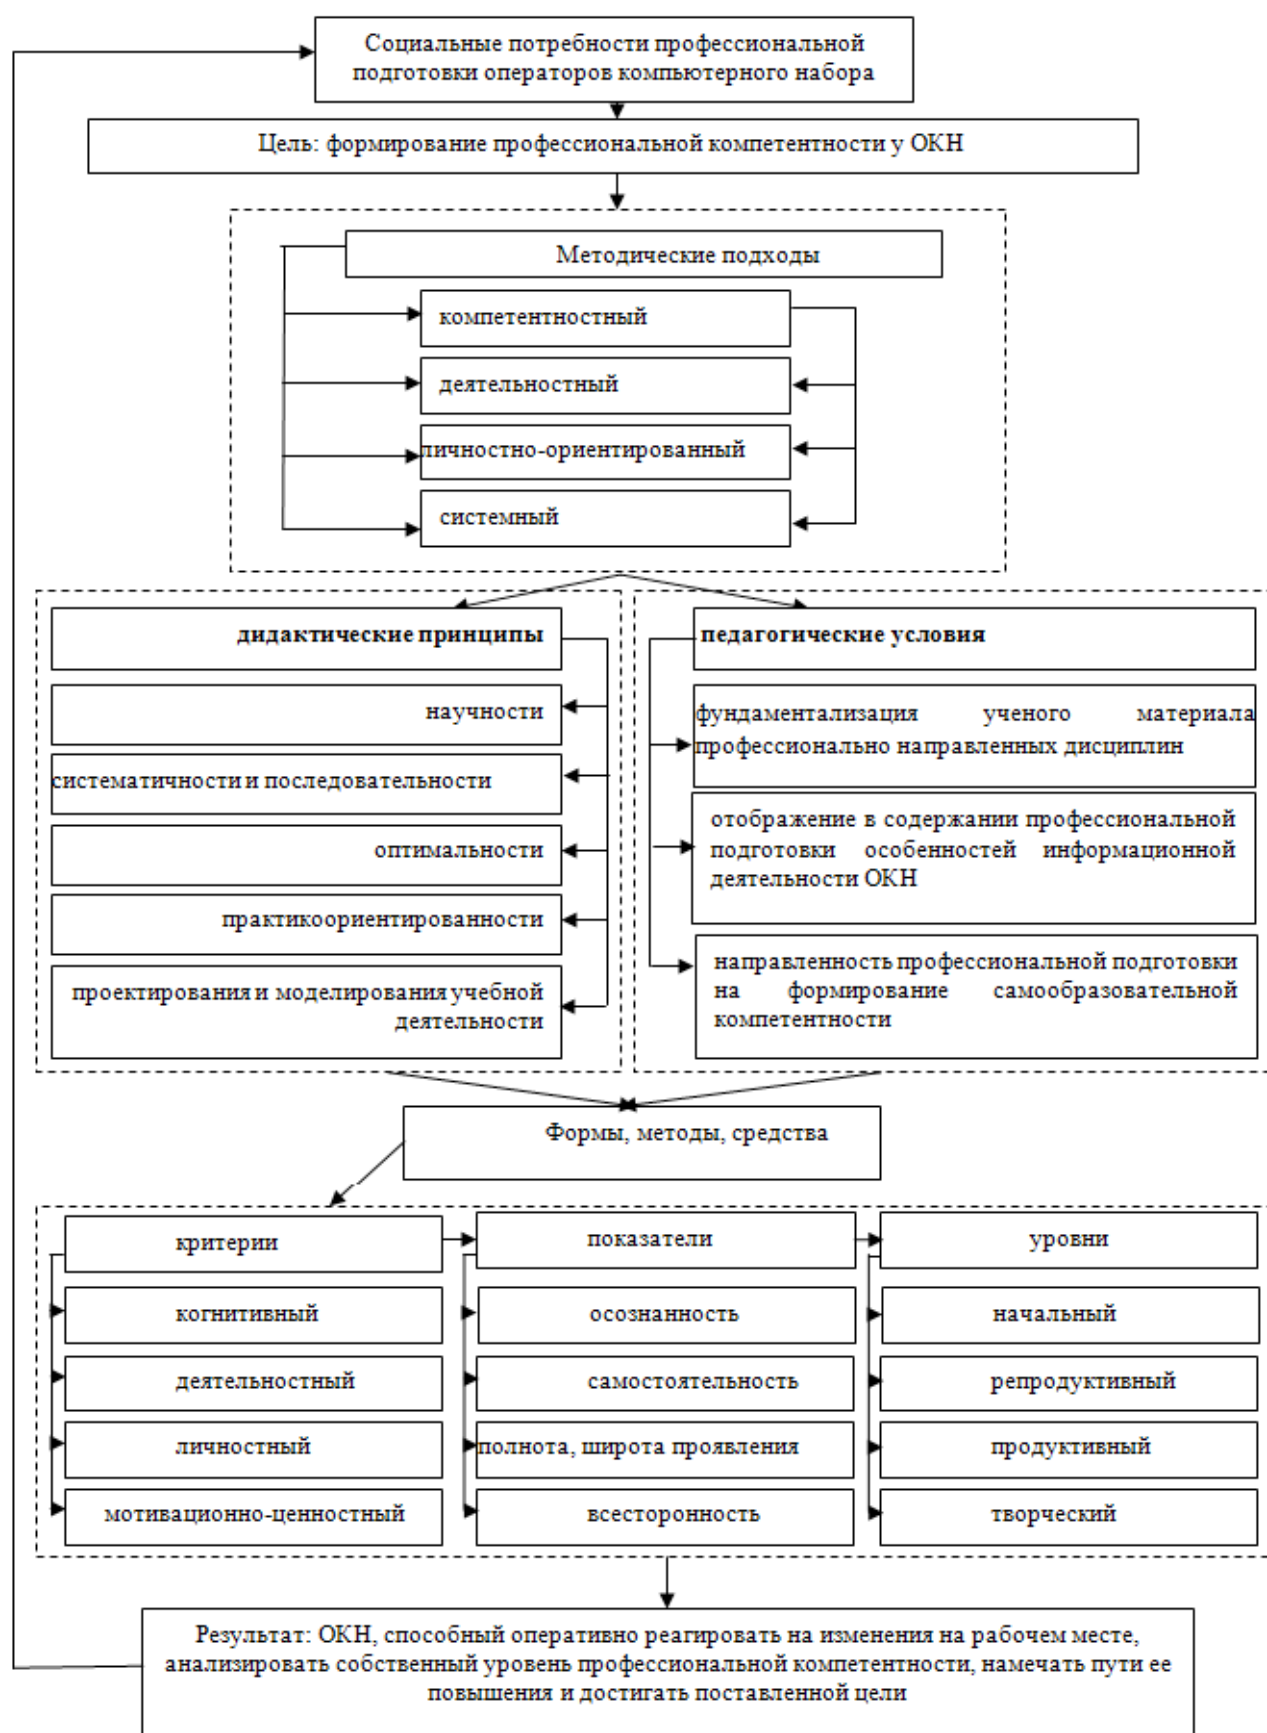 Социальные потребности профессиональной
подготовки операторов компьютерного набора
Цель: формирование профессиональной компетентности у ОКН
Методические подходы
компетентностный
деятельностный
личностно-ориентированный
системный
дидактические принципы
научности
систематичности и последовательности
оптимальности
практикоориентированности
проектирования и моделирования учебной
деятельности
педагогические условия
фундаментализация ученого материала
профессионально направленных дисциплин
отображение в содержании профессиональной
подготовки особенностей информационной
деятельности ОКН
направленность профессиональной подготовки
на формирование самообразовательной
компетентности
Формы, методы, средства
критерии
когнитивный
деятельностный
личностный
мотивационно-ценностный
показатели
осознанность
самостоятельность
полнота, широта проявления
всесторонность
уровни
начальный
репродуктивный
продуктивный
творческий
Результат: ОКН, способный оперативно реагировать на изменения на рабочем месте,
анализировать собственный уровень профессиональной компетентности, намечать пути ее
повышения и достигать поставленной цели